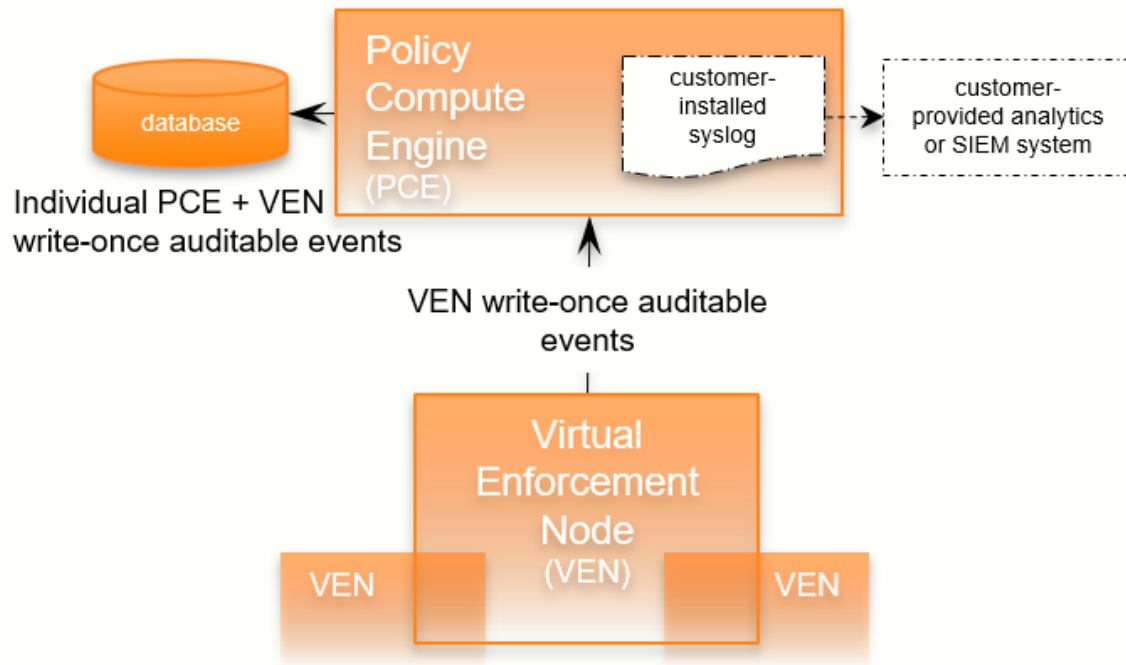 Policy
Compute
Engine
(PCE)
customer-
installed
syslog
customer-
provided analytics
or SIEM system
database
Individual PCE + VEN
write-once auditable events
VEN write-once auditable
events
Virtual
Enforcement
Node
(VEN)
VEN
VEN